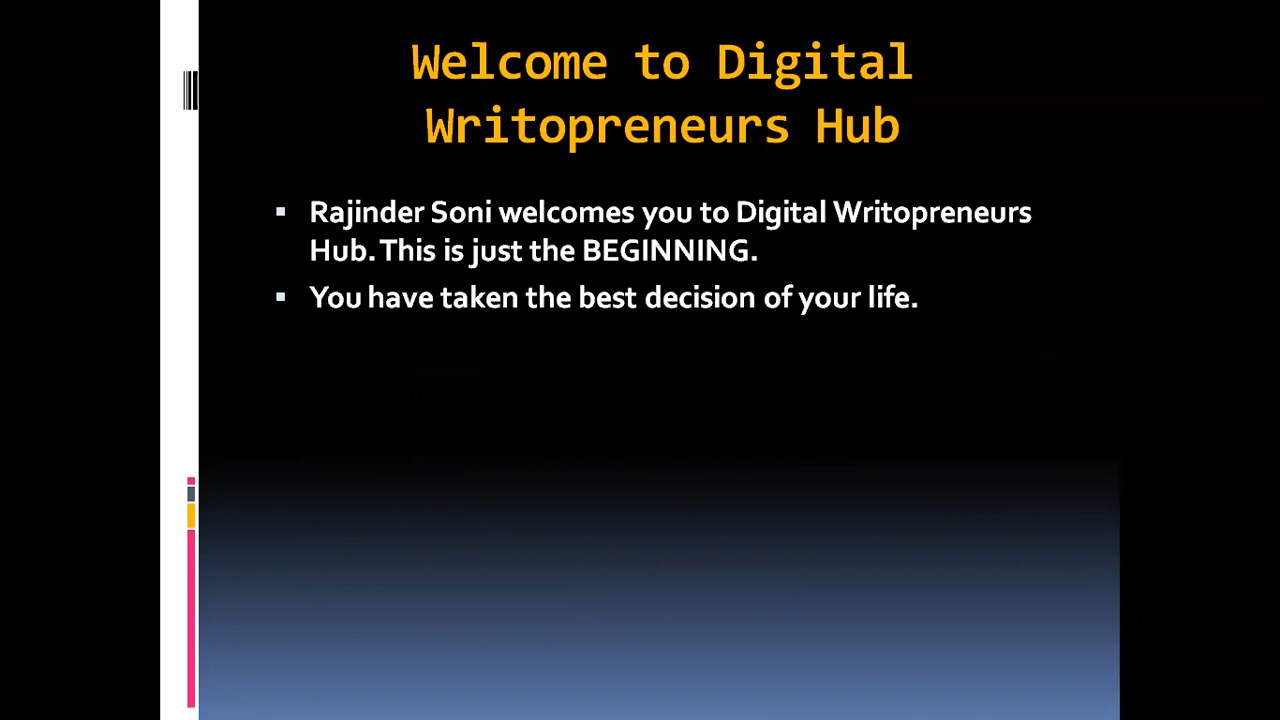 Welcome to Digital
Writopreneurs Hub
▪ Rajinder Soni welcomes you to Digital Writopreneurs
Hub. This is just the BEGINNING.
▪ You have taken the best decision of your life.